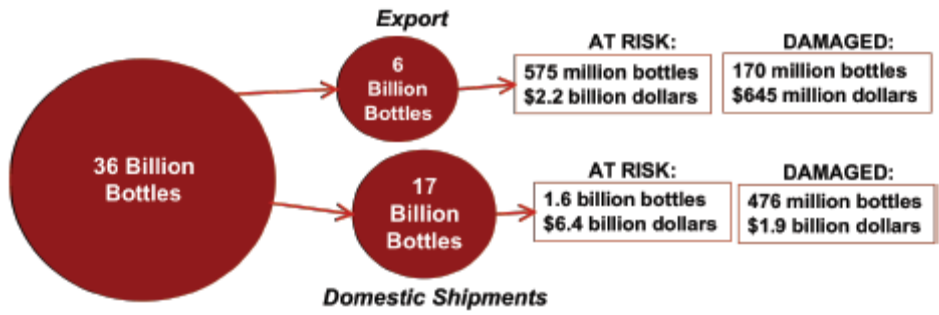 Export
6
Billion
Bottles
AT RISK:
575 million bottles
$2.2 billion dollars
DAMAGED:
170 million bottles
$645 million dollars
36 Billion
Bottles
17
Billion
Bottles
AT RISK:
1.6 billion bottles
$6.4 billion dollars
DAMAGED:
476 million bottles
$1.9 billion dollars
Domestic Shipments